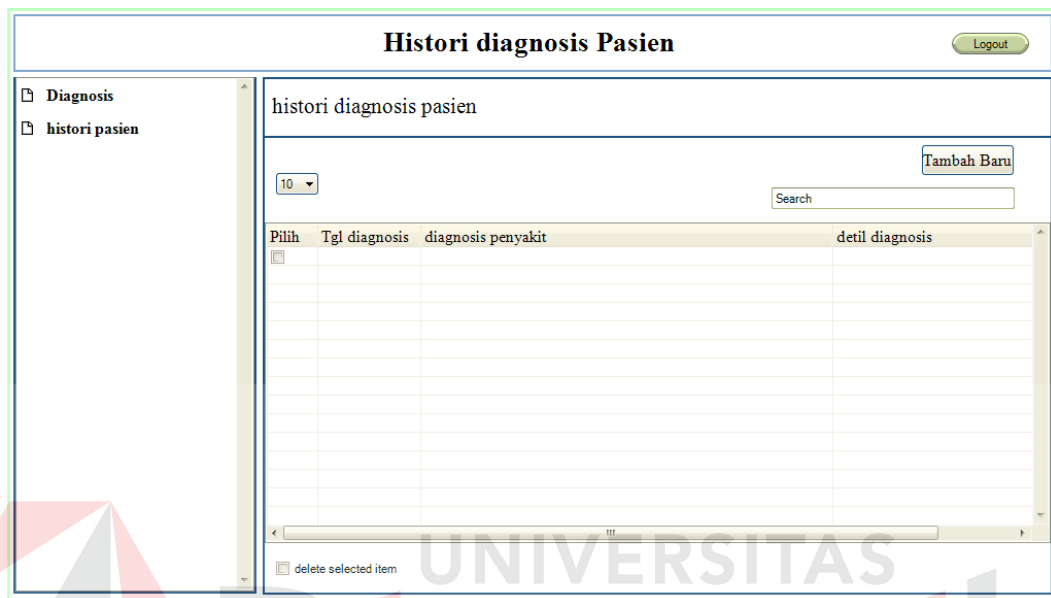 Histori diagnosis Pasien
Logout
Diagnosis
histori pasien
histori diagnosis pasien
Tambah Baru
10
Search
Pilih Tgl diagnosis diagnosis penyakit detil diagnosis
delete selected item
UNIVERSITAS